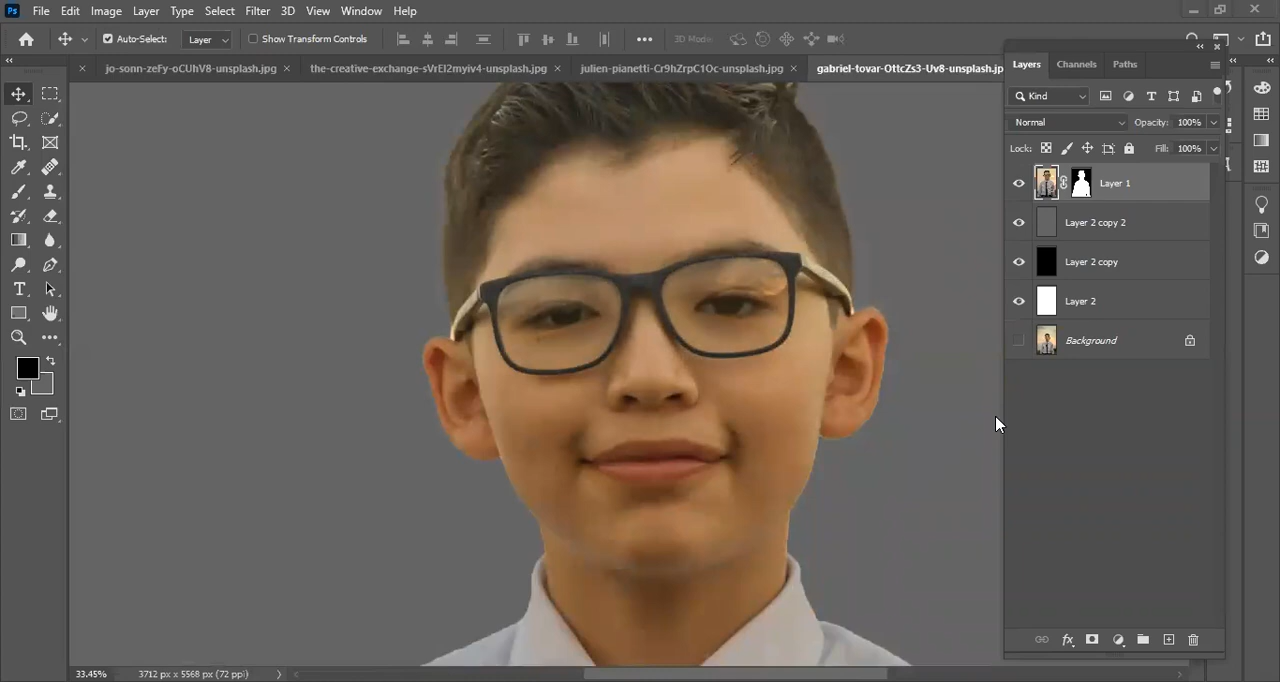 Ps File Edit Image Layer Type Select Filter 3D View Window Help
Auto-Select: Layer Show Transform Controls ••• 3D Mode
jo-sonn-zeFy-oCUhV8-unsplash.jpg × the-creative-exchange-sVrEI2myiv4-unsplash.jpg × julien-pianetti-Cr9hZrpC1Oc-unsplash.jpg × gabriel-tovar-OttcZs3-Uv8-unsplash.jp
Layers Channels Paths
Kind
Normal Opacity: 100%
Lock: Fill: 100%
Layer 1
Layer 2 copy 2
Layer 2 copy
Layer 2
Background
fx
33.45% 3712 px x 5568 px (72 ppi)